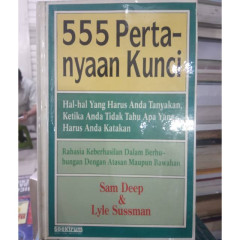 555 Perta-
nyaan Kunci
Hal-hal Yang Harus Anda Tanyakan,
Ketika Anda Tidak Tahu Apa Yang
Harus Anda Katakan
Rahasia Keberhasilan Dalam Berhu-
bungan Dengan Atasan Maupun Bawahan
Sam Deep
&
Lyle Sussman